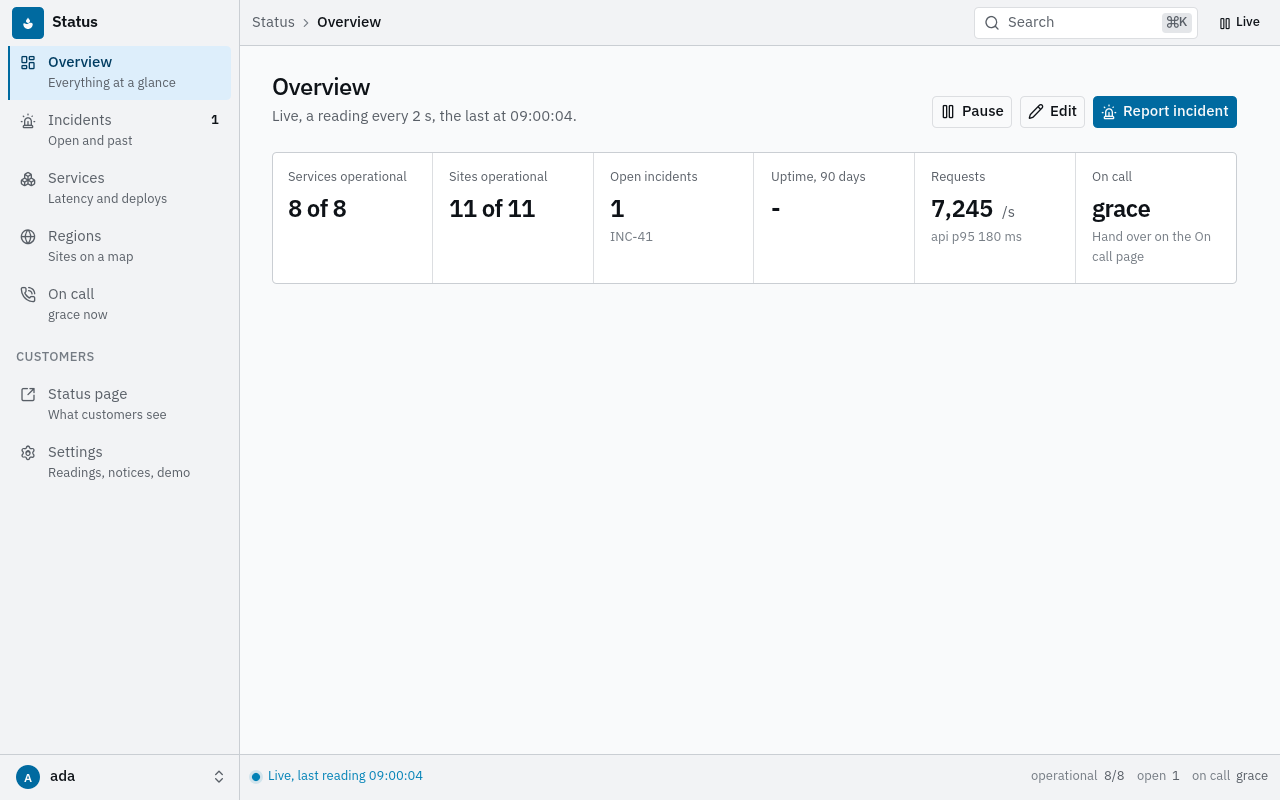 Status
Overview
Everything at a glance
Incidents 1
Open and past
Services
Latency and deploys
Regions
Sites on a map
On call
grace now
CUSTOMERS
Status page
What customers see
Settings
Readings, notices, demo
A ada
Status > Overview
Search ⌘K
Live
Overview
Live, a reading every 2 s, the last at 09:00:04.
Pause
Edit
Report incident
Services operational
8 of 8
Sites operational
11 of 11
Open incidents
1
INC-41
Uptime, 90 days
-
Requests
7,245 /s
api p95 180 ms
On call
grace
Hand over on the On
call page
Live, last reading 09:00:04
operational 8/8 open 1 on call grace